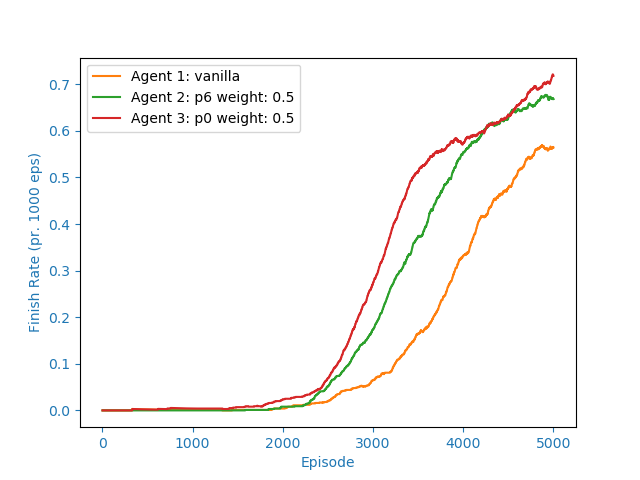 Agent 1: vanilla
Agent 2: p6 weight: 0.5
Agent 3: p0 weight: 0.5
Finish Rate (pr. 1000 eps)
0.7
0.6
0.5
0.4
0.3
0.2
0.1
0.0
0 1000 2000 3000 4000 5000
Episode